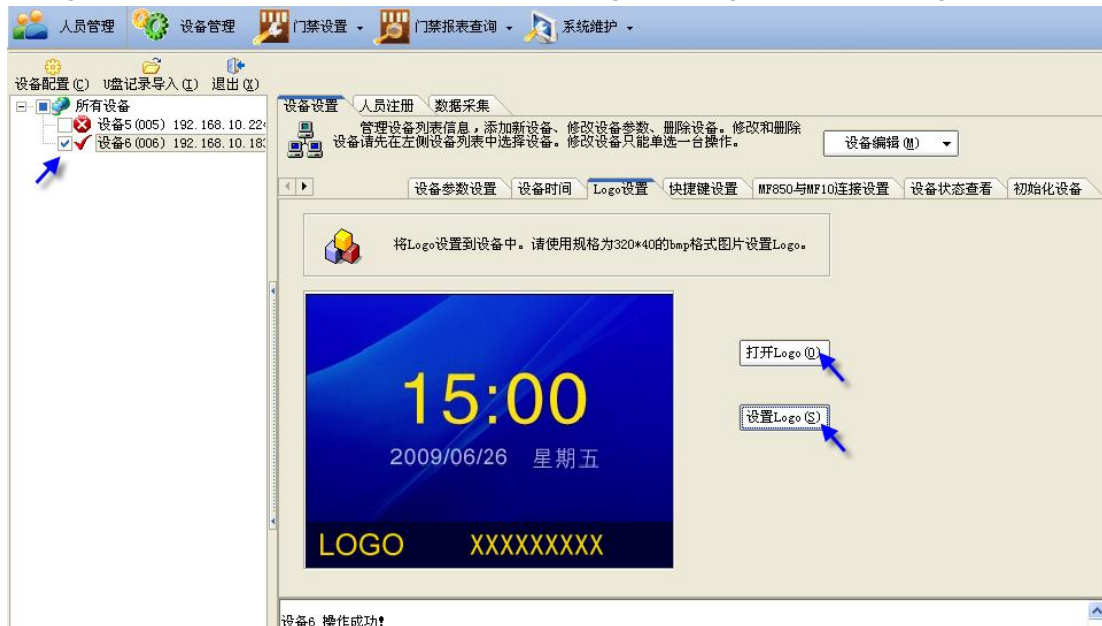 人员管理 设备管理 门禁设置 门禁报表查询 系统维护
设备配置(C) U盘记录导入(I) 退出(X)
所有设备
设备5(005) 192.168.10.22
设备6(006) 192.168.10.18
设备设置 人员注册 数据采集
管理设备列表信息，添加新设备、修改设备参数、删除设备。修改和删除
设备请先在左侧设备列表中选择设备。修改设备只能单选一台操作。
设备编辑(M)
设备参数设置 设备时间 Logo设置 快捷键设置 MF850与MF10连接设置 设备状态查看 初始化设备
将Logo设置到设备中。请使用规格为320*40的bmp格式图片设置Logo。
打开Logo(O)
15:00
设置Logo(S)
2009/06/26 星期五
LOGO XXXXXXXXX
设备6 操作成功!